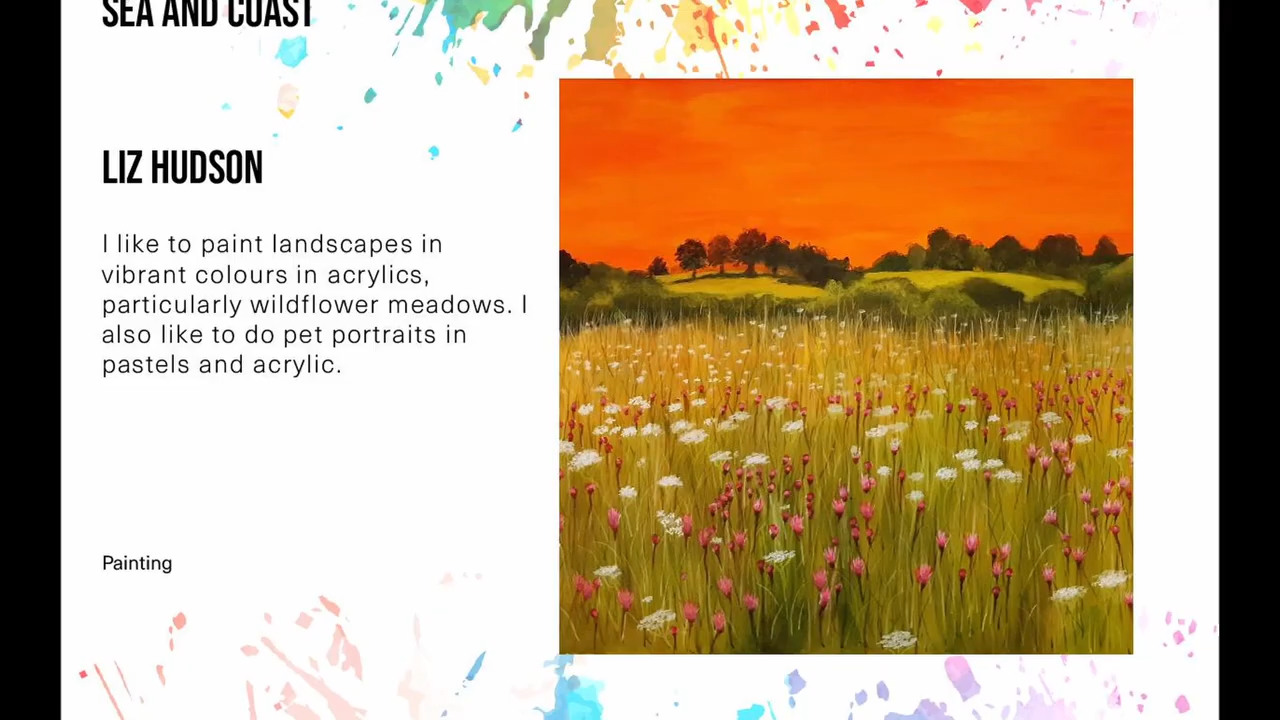 SEA AND COAST
LIZ HUDSON
I like to paint landscapes in
vibrant colours in acrylics,
particularly wildflower meadows. I
also like to do pet portraits in
pastels and acrylic.
Painting